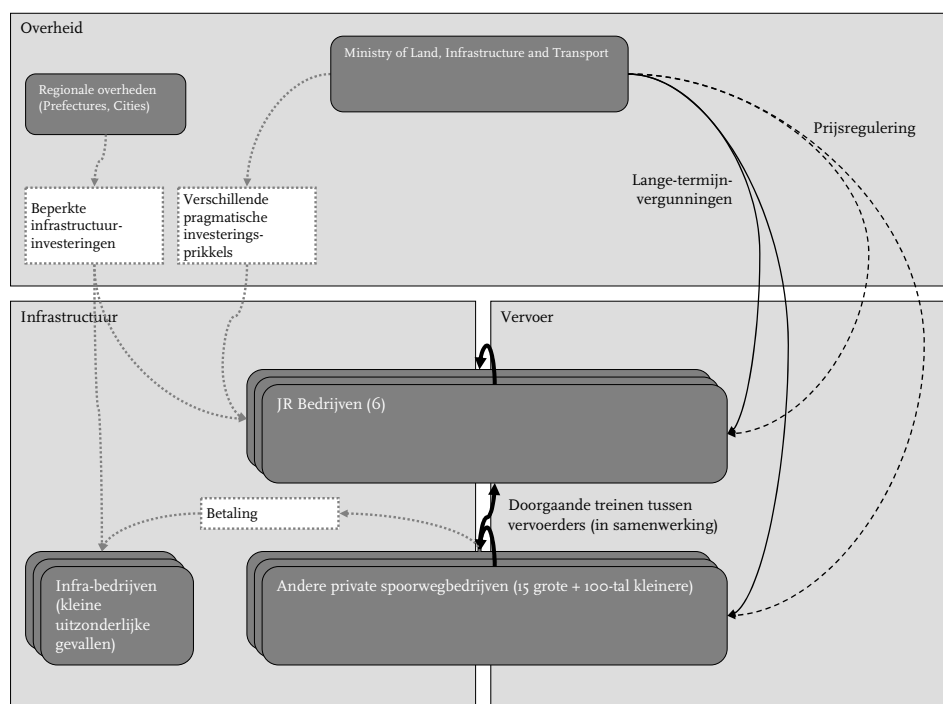 Overheid
Ministry of Land, Infrastructure and Transport
Regionale overheden
(Prefectures, Cities)
Prijsregulering
Lange-termijn-
vergunningen
Beperkte
infrastructuur-
investeringen
Verschillende
pragmatische
investerings-
prikkels
Infrastructuur
Vervoer
JR Bedrijven (6)
Betaling
Doorgaande treinen tussen
vervoerders (in samenwerking)
Infra-bedrijven
(kleine
uitzonderlijke
gevallen)
Andere private spoorwegbedrijven (15 grote + 100-tal kleinere)